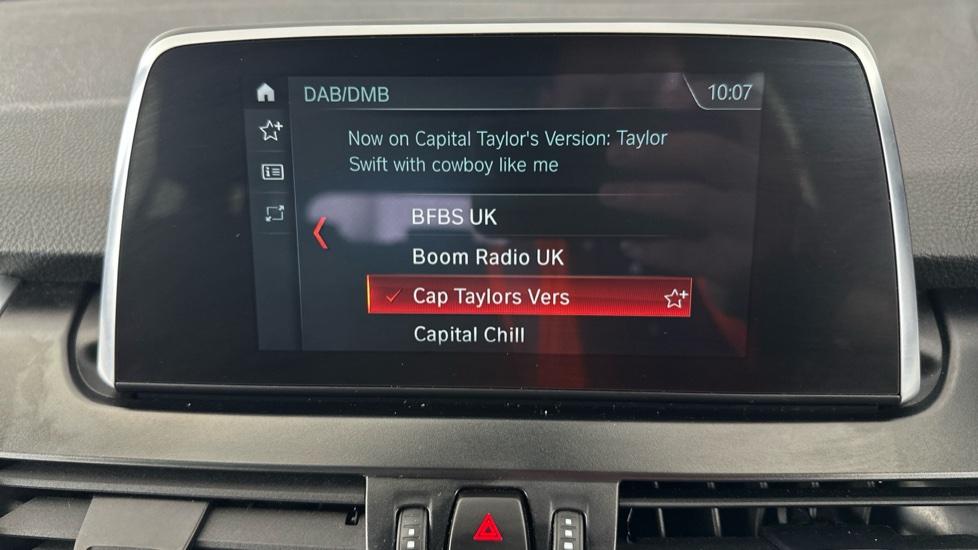 DAB/DMB
10:07
Now on Capital Taylor's Version: Taylor
Swift with cowboy like me
BFBS UK
Boom Radio UK
Cap Taylors Vers
Capital Chill